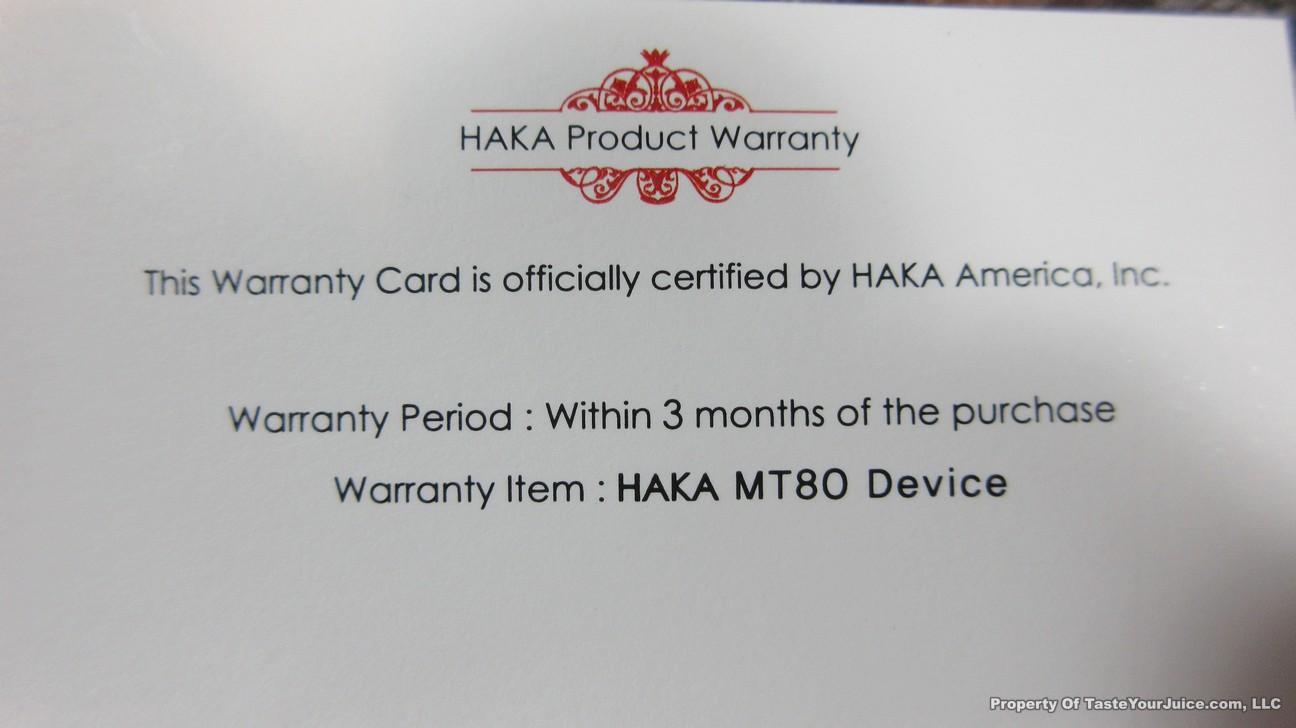 HAKA Product Warranty
This Warranty Card is officially certified by HAKA America, Inc.
Warranty Period : Within 3 months of the purchase
Warranty Item : HAKA MT80 Device
Property Of TasteYourJuice.com, LLC